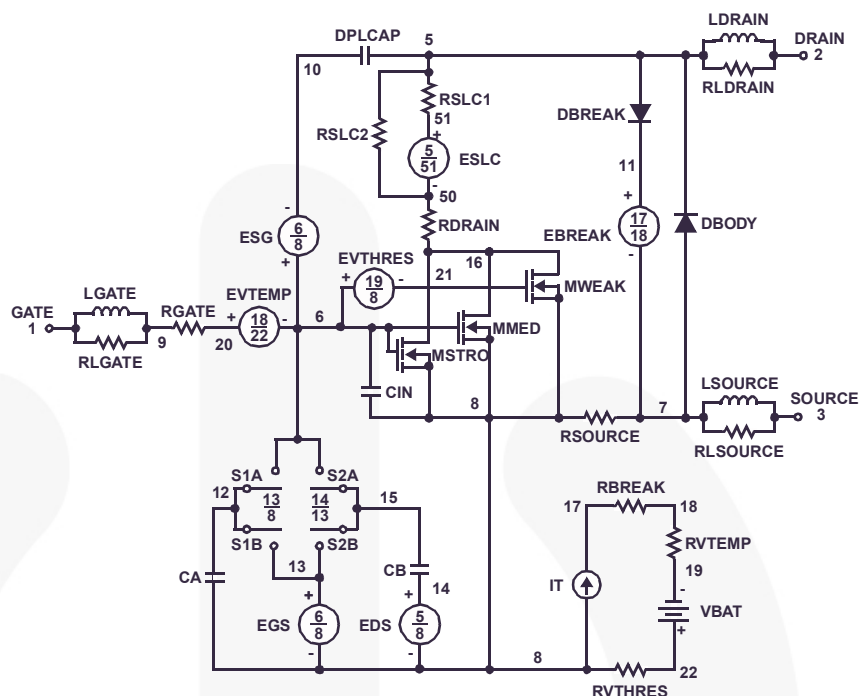 LDRAIN
DPLCAP 5 DRAIN
2
10
RLDRAIN
RSLC1
51
DBREAK
RSLC2
+
5
51
ESLC
-
50
11
-
ESG
6
8
+
RDRAIN
+
17
18
EBREAK
-
DBODY
EVTHRES
+ 19
8
-
21
16
MWEAK
LGATE
GATE
1
RGATE
EVTEMP
+ 18
22
-
6
MMED
9
20
RLGATE
MSTRO
CIN
LSOURCE
8
7
SOURCE
3
RSOURCE
RLSOURCE
S1A
S2A
12
13
8
14
13
15
S1B
S2B
13
RBREAK
17
18
RVTEMP
CA
CB
14
19
IT
-
VBAT
+
+
EGS
6
8
-
+
EDS
5
8
-
8
22
RVTHRES